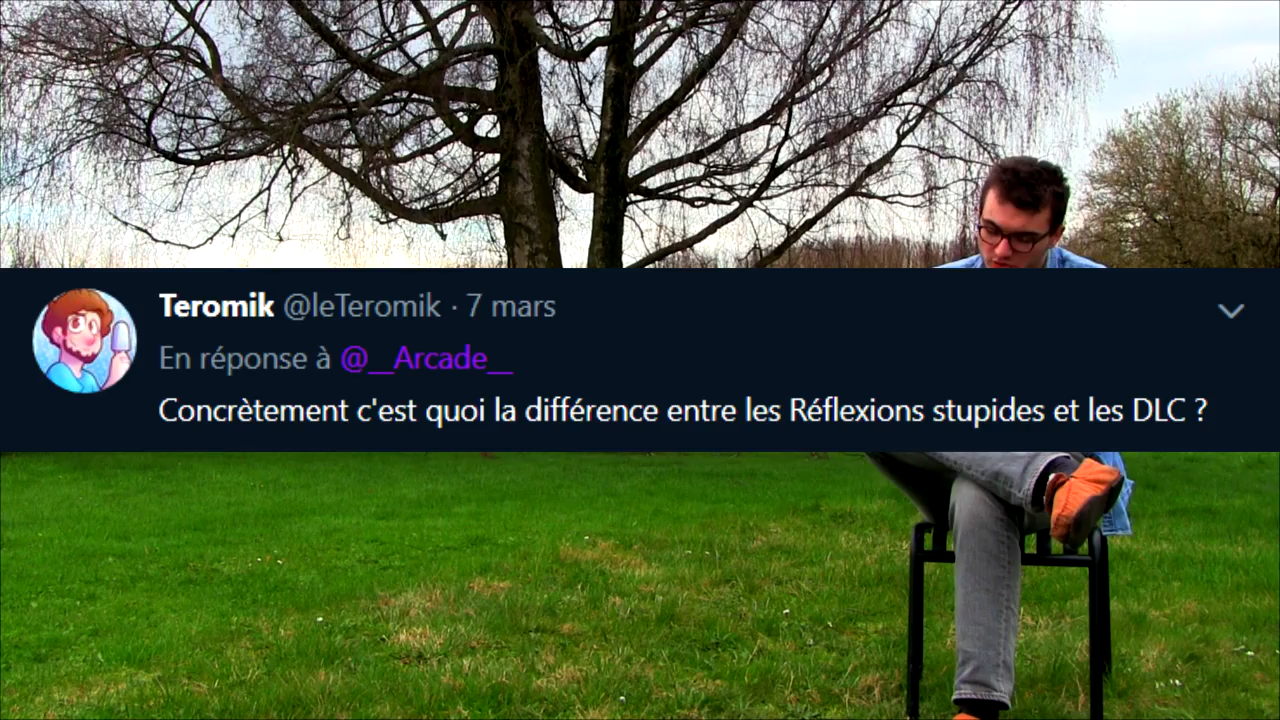 Teromik @leTeromik · 7 mars
En réponse à @__Arcade__
Concrètement c'est quoi la différence entre les Réflexions stupides et les DLC ?